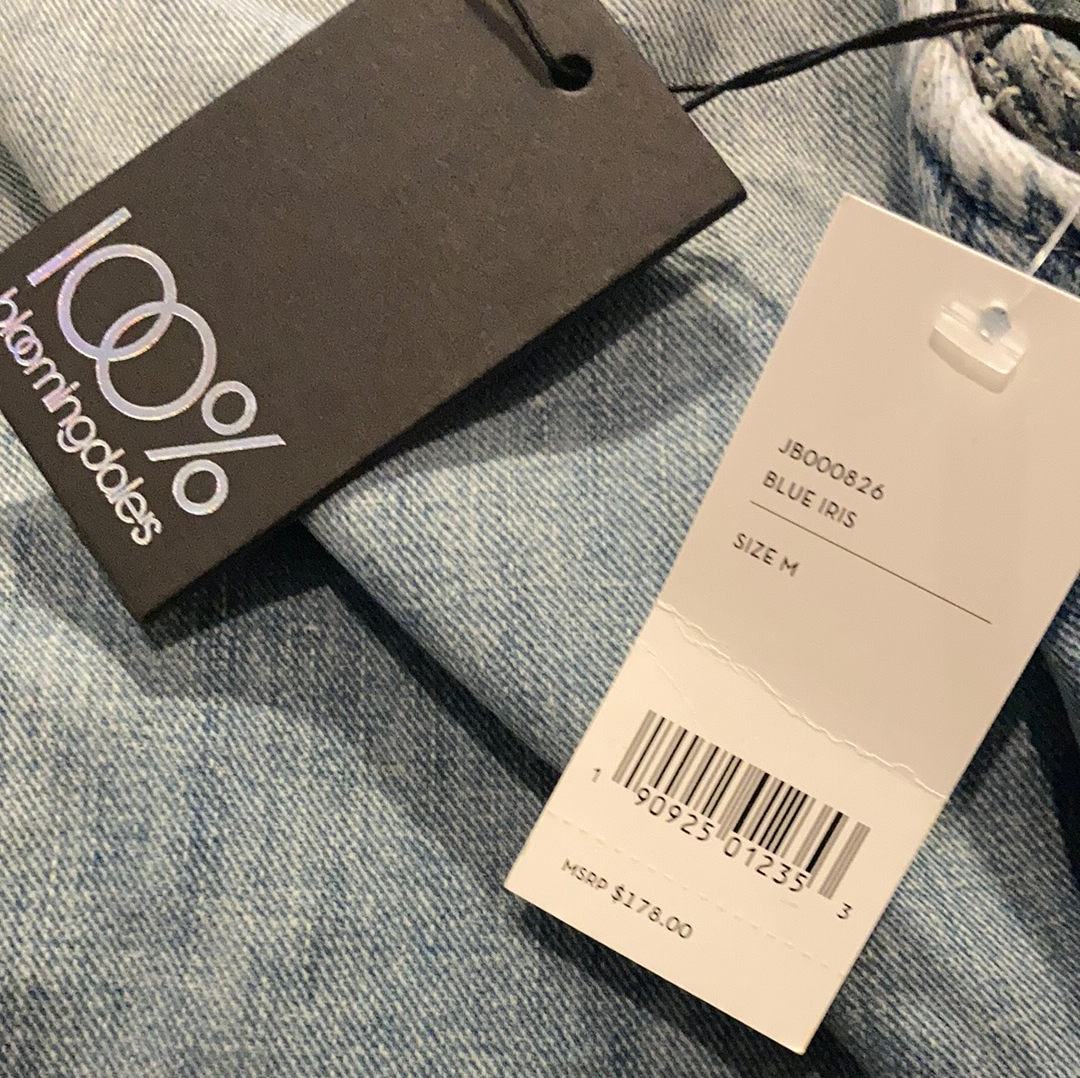 100%
bloomingdales
JB000826
BLUE IRIS
SIZE M
1 90925 01235 3
MSRP $178.00